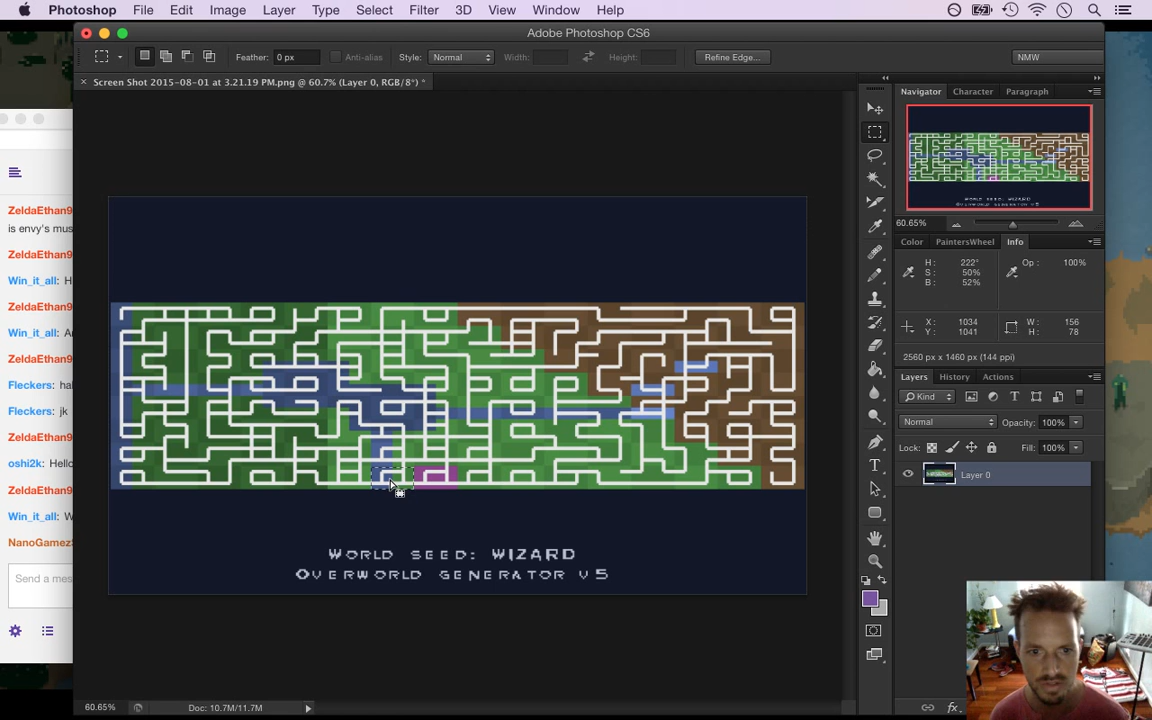 Photoshop File Edit Image Layer Type Select Filter 3D View Window Help
Adobe Photoshop CS6
Feather: 0 px Anti-alias Style: Normal Width: Height: Refine Edge... NMW
× Screen Shot 2015-08-01 at 3.21.19 PM.png @ 60.7% (Layer 0, RGB/8*) *
Navigator Character Paragraph
60.65%
Color PaintersWheel Info
H: 222° Op: 100%
S: 50%
B: 52%
X: 1034 W: 156
Y: 1041 H: 78
2560 px x 1460 px (144 ppi)
Layers History Actions
Kind
Normal Opacity: 100%
Lock: Fill: 100%
Layer 0
ZeldaEthan9
is envy's mus
ZeldaEthan9
Win_it_all: H
ZeldaEthan9
Win_it_all: A
ZeldaEthan9
Fleckers: hal
Fleckers: jk
ZeldaEthan9
oshi2k: Hello
ZeldaEthan9
Win_it_all: W
NanoGamez
Send a mes
World seed: WIZARD
Overworld generator v5
60.65% Doc: 10.7M/11.7M
fx